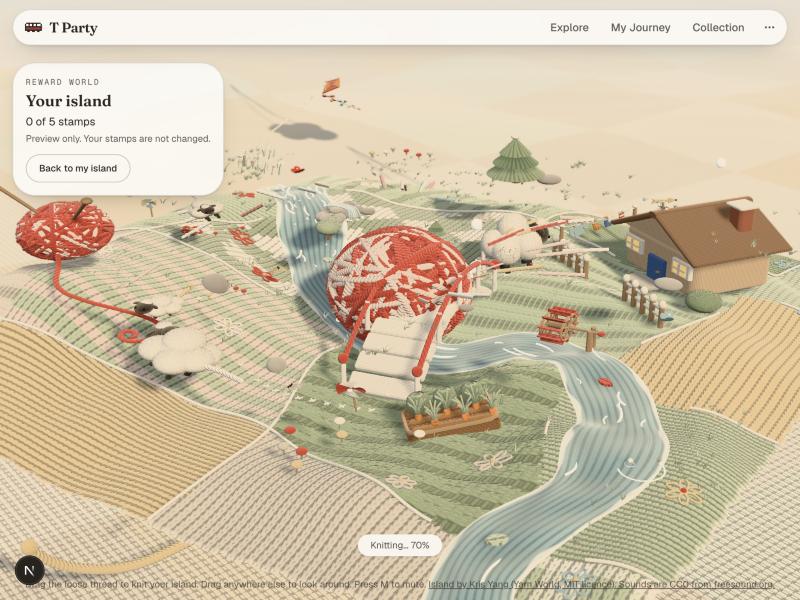 T Party
Explore
My Journey
Collection
REWARD WORLD
Your island
0 of 5 stamps
Preview only. Your stamps are not changed.
Back to my island
Knitting... 70%
N
the loose thread to knit your island. Drag anywhere else to look around. Press M to mute. Island by Kris Yang (Yarn World, MIT licence). Sounds are CC0 from freesound.org.